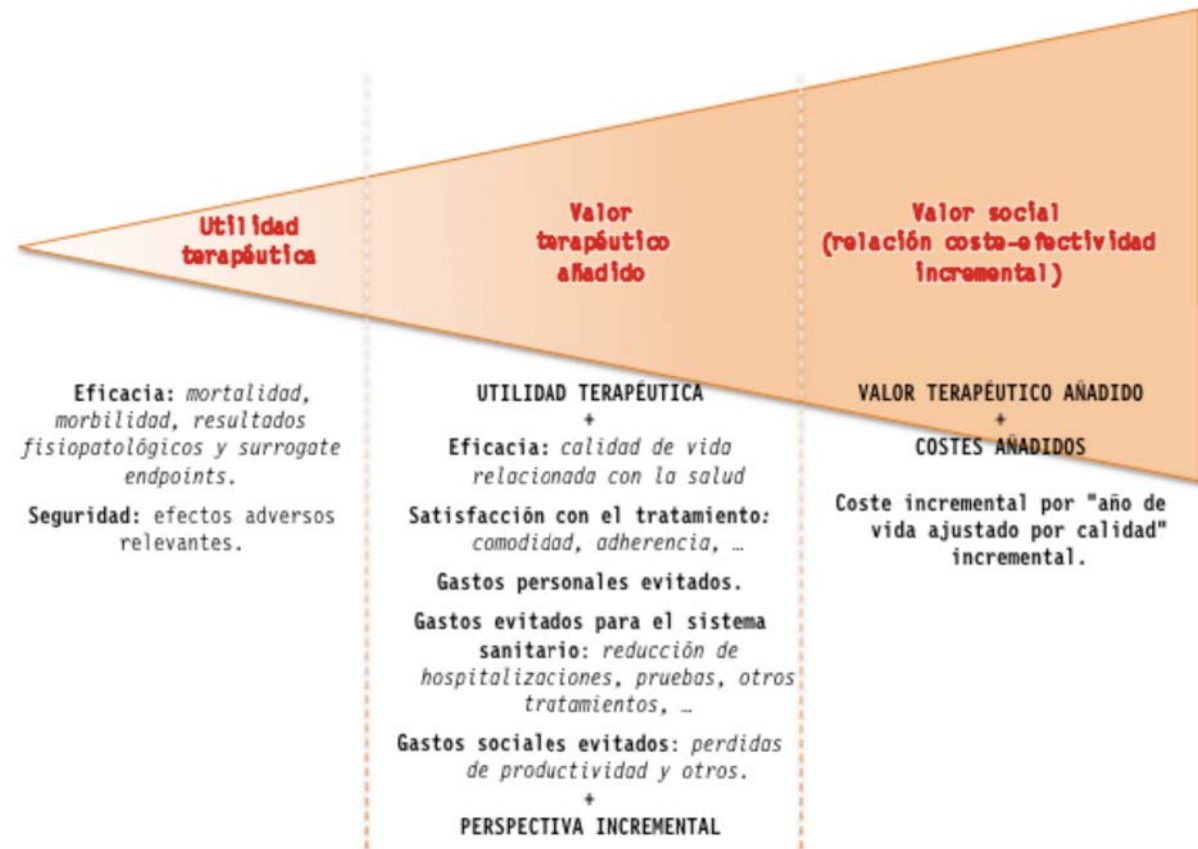 Utilidad
terapéutica
Valor
terapéutico
añadido
Valor social
(relación coste-efectividad
incremental)
Eficacia: mortalidad,
morbilidad, resultados
fisiopatológicos y surrogate
endpoints.
Seguridad: efectos adversos
relevantes.
UTILIDAD TERAPÉUTICA
+
Eficacia: calidad de vida
relacionada con la salud
Satisfacción con el tratamiento:
comodidad, adherencia, …
Gastos personales evitados.
Gastos evitados para el sistema
sanitario: reducción de
hospitalizaciones, pruebas, otros
tratamientos, …
Gastos sociales evitados: perdidas
de productividad y otros.
+
PERSPECTIVA INCREMENTAL
VALOR TERAPÉUTICO AÑADIDO
+
COSTES AÑADIDOS
Coste incremental por "año de
vida ajustado por calidad"
incremental.